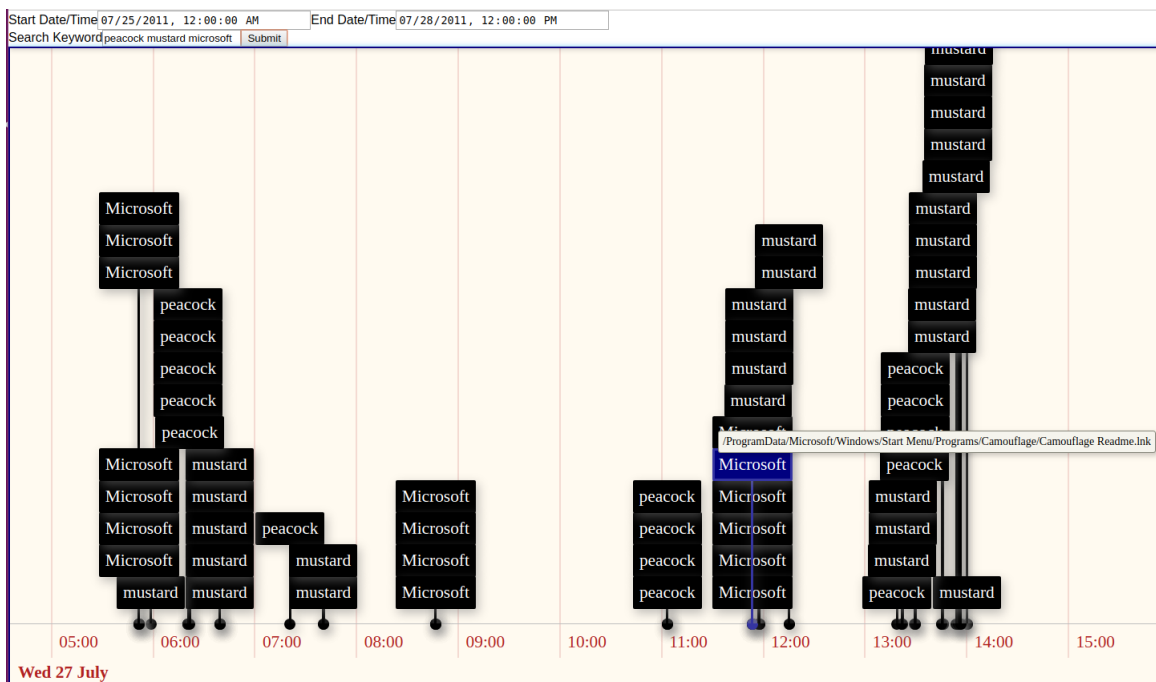 Start Date/Time 07/25/2011, 12:00:00 AM End Date/Time 07/28/2011, 12:00:00 PM
Search Keyword peacock mustard microsoft Submit
mustard
mustard
mustard
mustard
mustard
Microsoft mustard
Microsoft mustard mustard
Microsoft mustard mustard
peacock mustard mustard
peacock mustard mustard
peacock mustard peacock
peacock mustard peacock
peacock
/ProgramData/Microsoft/Windows/Start Menu/Programs/Camouflage/Camouflage Readme.lnk
Microsoft mustard Microsoft peacock
Microsoft mustard Microsoft peacock Microsoft mustard
Microsoft mustard peacock Microsoft peacock Microsoft mustard
Microsoft mustard mustard Microsoft peacock Microsoft mustard
mustard mustard mustard Microsoft peacock Microsoft peacock mustard
05:00 06:00 07:00 08:00 09:00 10:00 11:00 12:00 13:00 14:00 15:00
Wed 27 July